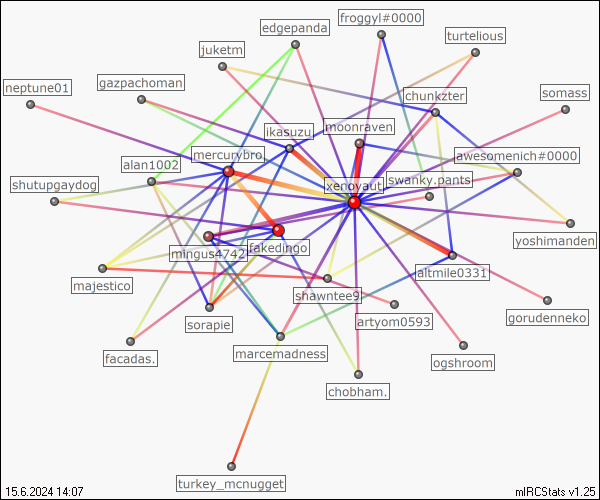 froggyl#0000
edgepanda
turtelious
juketm
gazpachoman
neptune01
chunkzter
somass
ikasuzu
moonraven
mercurybro.
awesomenich#0000
alan1002
xenovaut
swanky.pants
shutupgaydog
yoshimanden
mingus4742
fakedingo
altmile0331
majestico
shawntee9
gorudenneko
artyom0593
sorapie
marcemadness
facadas.
ogshroom
chobham.
turkey_mcnugget
15.6.2024 14:07
mIRCStats v1.25